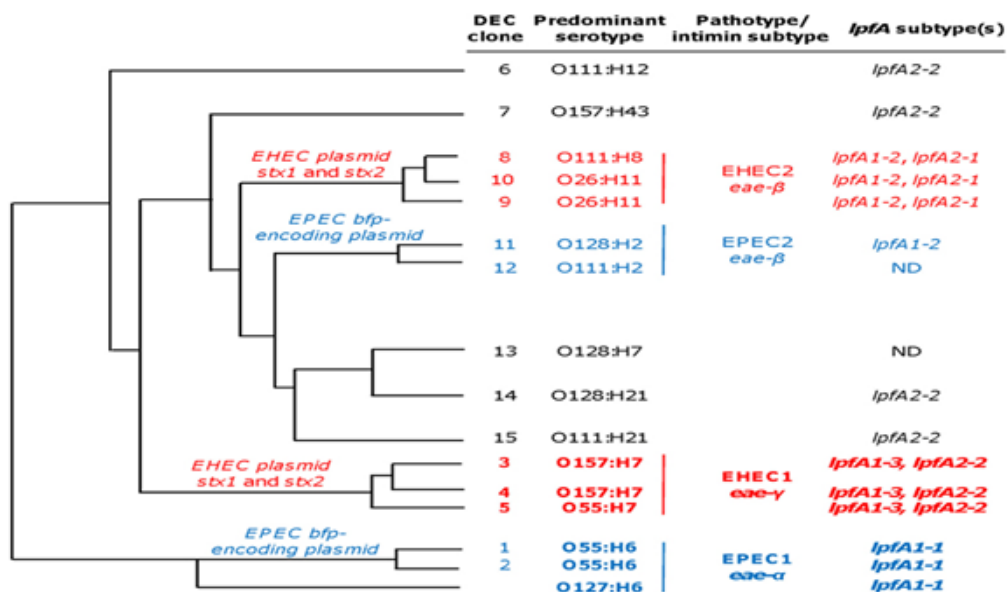 DEC clone Predominant serotype Pathotype/ intimin subtype lpfA subtype(s)
6 O111:H12 lpfA2-2
7 O157:H43 lpfA2-2
EHEC plasmid
stx1 and stx2
8 O111:H8 lpfA1-2, lpfA2-1
10 O26:H11 lpfA1-2, lpfA2-1
9 O26:H11 lpfA1-2, lpfA2-1
EHEC2
eae-β
EPEC bfp-
encoding plasmid
11 O128:H2 lpfA1-2
12 O111:H2 ND
EPEC2
eae-β
13 O128:H7 ND
14 O128:H21 lpfA2-2
15 O111:H21 lpfA2-2
EHEC plasmid
stx1 and stx2
3 O157:H7 lpfA1-3, lpfA2-2
4 O157:H7 lpfA1-3, lpfA2-2
5 O55:H7 lpfA1-3, lpfA2-2
EHEC1
eae-γ
EPEC bfp-
encoding plasmid
1 O55:H6 lpfA1-1
2 O55:H6 lpfA1-1
O127:H6 lpfA1-1
EPEC1
eae-α